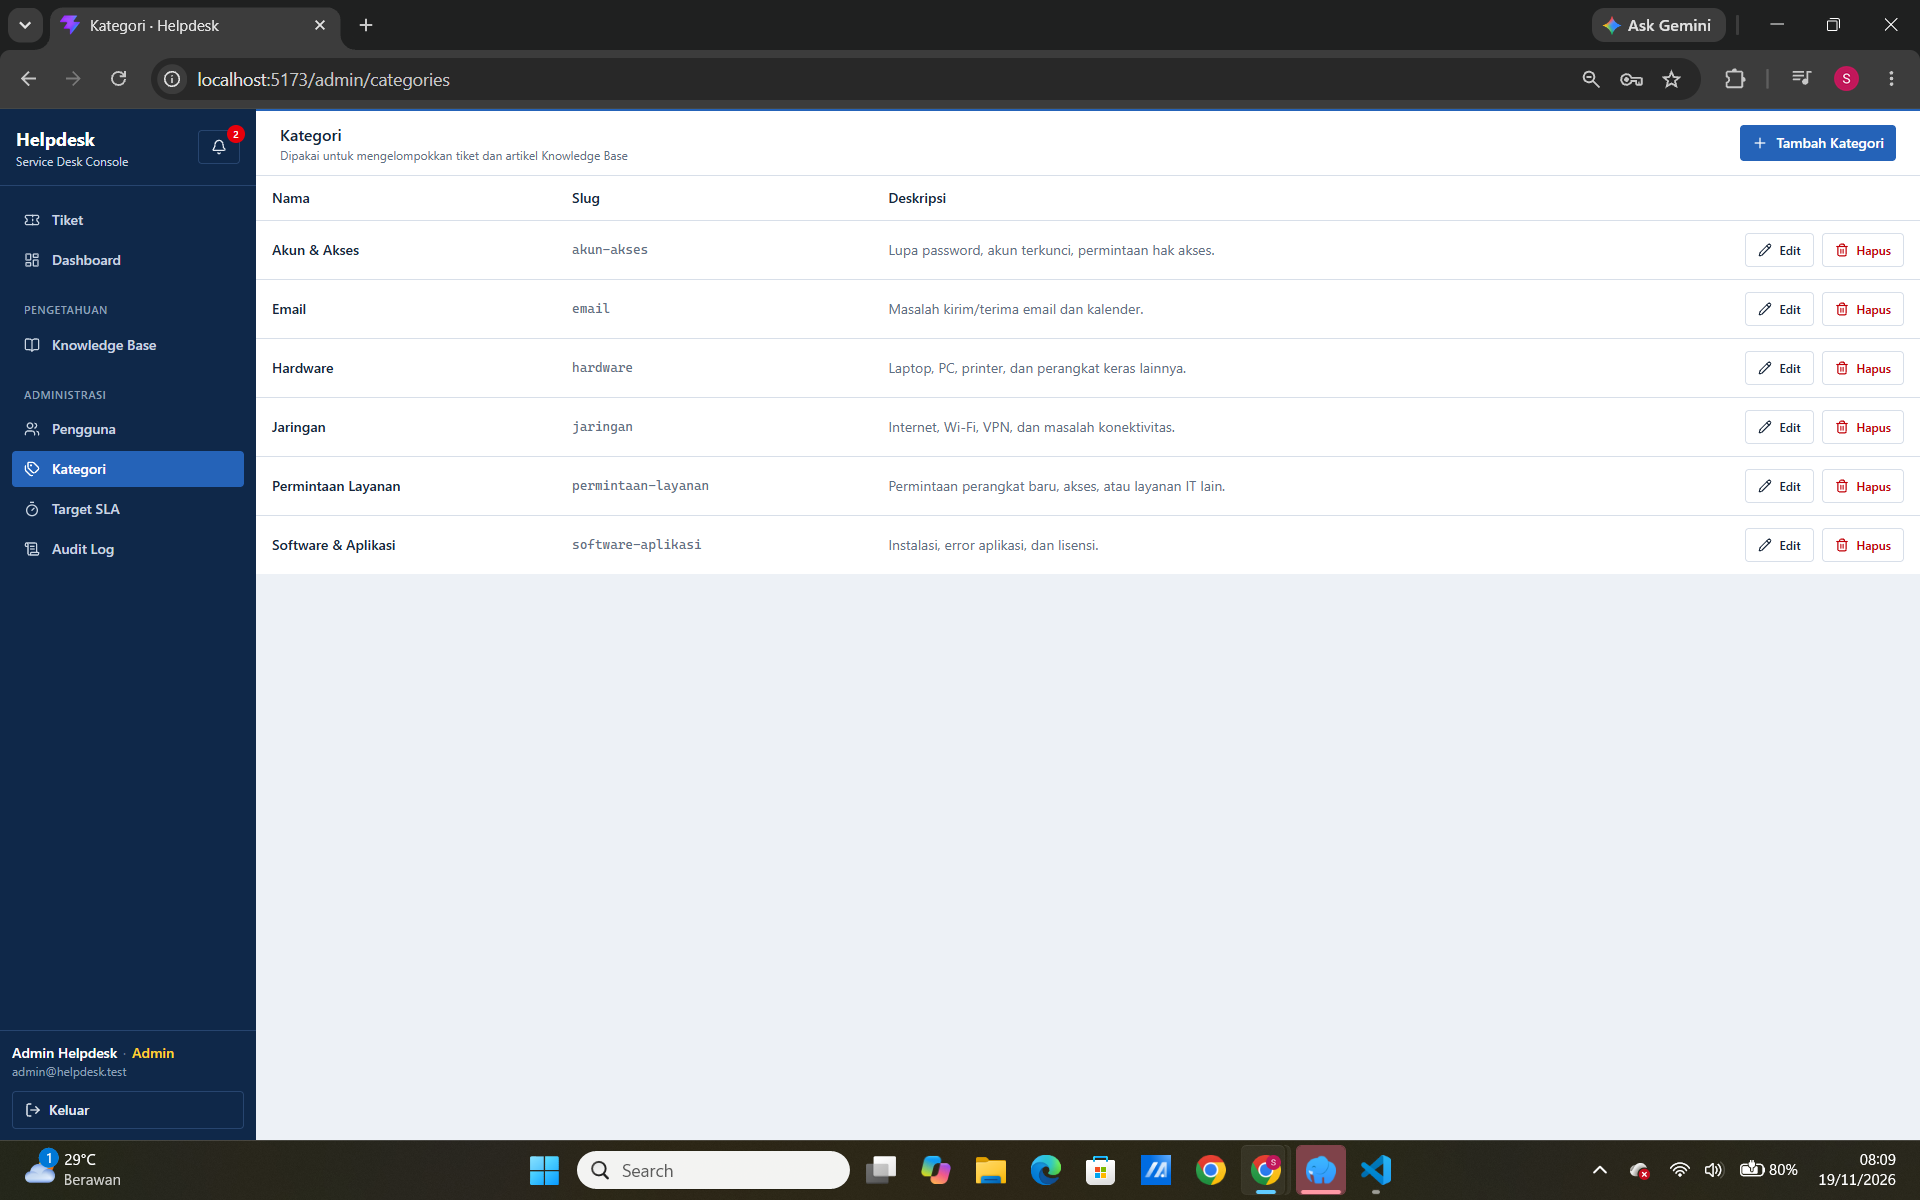 Kategori · Helpdesk
Ask Gemini
localhost:5173/admin/categories
S
Helpdesk
Service Desk Console
2
Tiket
Dashboard
PENGETAHUAN
Knowledge Base
ADMINISTRASI
Pengguna
Kategori
Target SLA
Audit Log
Admin Helpdesk · Admin
admin@helpdesk.test
Keluar
Kategori
Dipakai untuk mengelompokkan tiket dan artikel Knowledge Base
Tambah Kategori
Nama Slug Deskripsi
Akun & Akses akun-akses Lupa password, akun terkunci, permintaan hak akses. Edit Hapus
Email email Masalah kirim/terima email dan kalender. Edit Hapus
Hardware hardware Laptop, PC, printer, dan perangkat keras lainnya. Edit Hapus
Jaringan jaringan Internet, Wi-Fi, VPN, dan masalah konektivitas. Edit Hapus
Permintaan Layanan permintaan-layanan Permintaan perangkat baru, akses, atau layanan IT lain. Edit Hapus
Software & Aplikasi software-aplikasi Instalasi, error aplikasi, dan lisensi. Edit Hapus
1
29°C
Berawan
Search
S
80%
08:09
19/11/2026